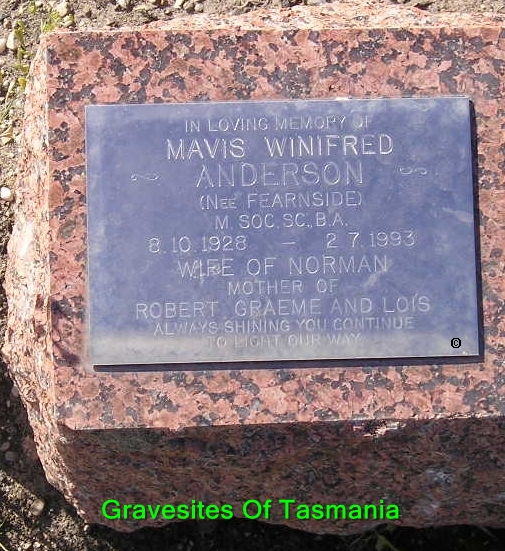 IN LOVING MEMORY OF
MAVIS WINIFRED
ANDERSON
(NEE FEARNSIDE)
M. SOC. SC., B.A.
8.10.1928 — 2.7.1993
WIFE OF NORMAN
MOTHER OF
ROBERT, GRAEME AND LOIS
ALWAYS SHINING YOU CONTINUE
TO LIGHT OUR WAY
©
Gravesites Of Tasmania